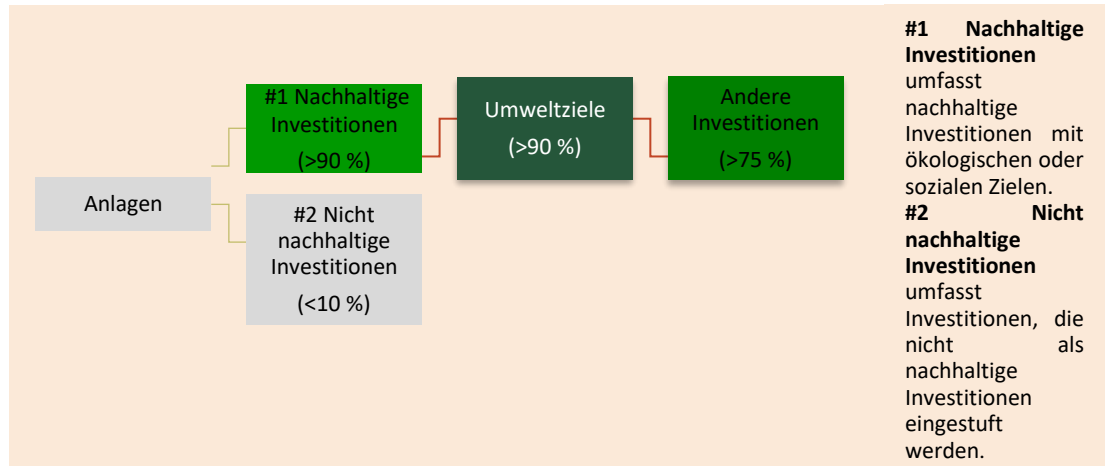 Anlagen
#1 Nachhaltige
Investitionen
(>90 %)
Umweltziele
(>90 %)
Andere
Investitionen
(>75 %)
#2 Nicht
nachhaltige
Investitionen
(<10 %)
#1 Nachhaltige
Investitionen
umfasst
nachhaltige
Investitionen mit
ökologischen oder
sozialen Zielen.
#2 Nicht
nachhaltige
Investitionen
umfasst
Investitionen, die
nicht als
nachhaltige
Investitionen
eingestuft
werden.